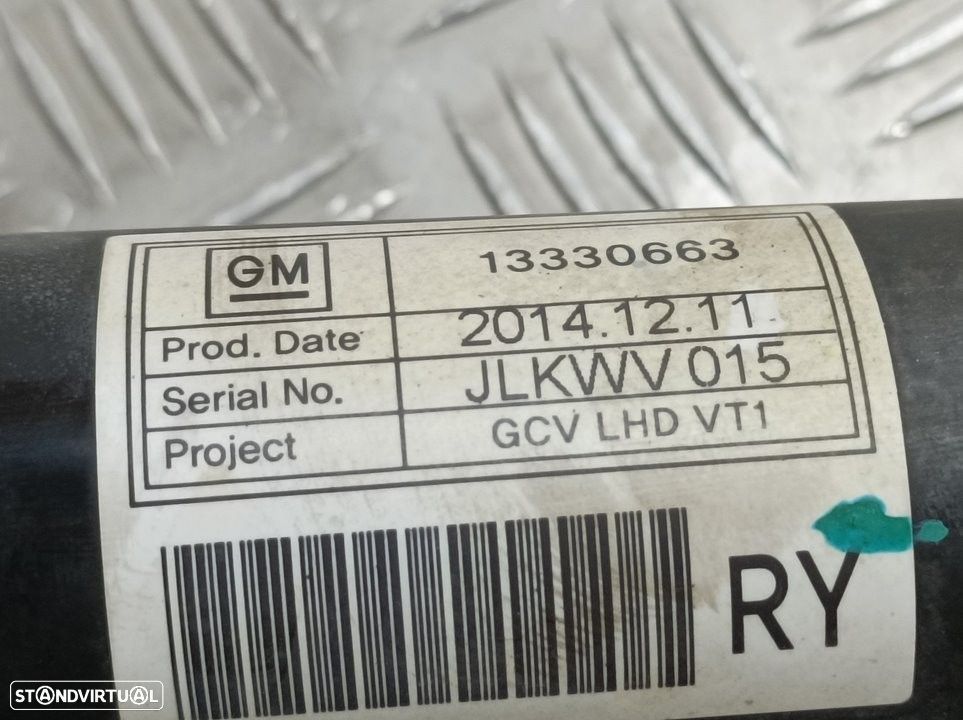 GM 13330663
Prod. Date 2014.12.11
Serial No. JLKWV 015
Project GCV LHD VT1
RY
STANDVIRTUAL